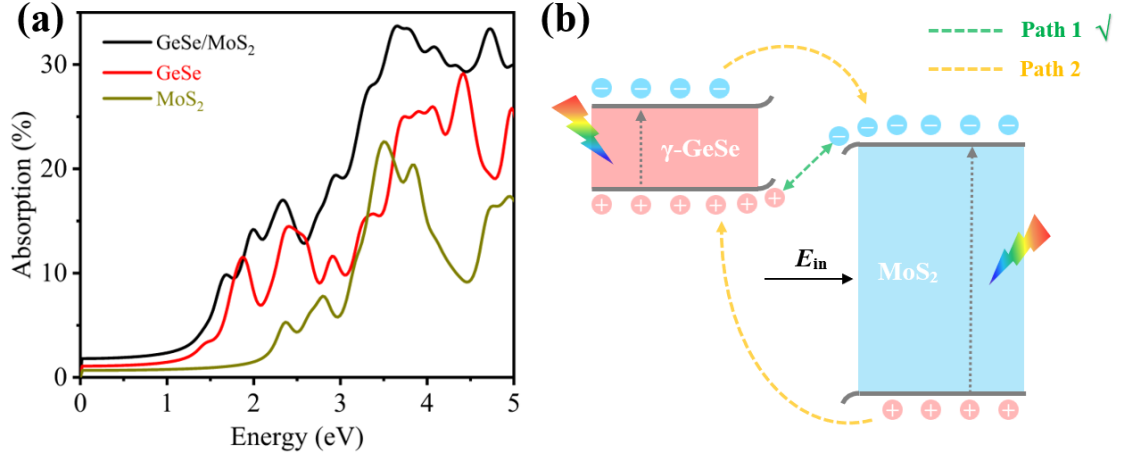 (a)
GeSe/MoS₂
GeSe
MoS₂
30
20
10
0
Absorption (%)
0 1 2 3 4 5
Energy (eV)
(b)
Path 1 √
Path 2
γ-GeSe
E_in
MoS₂
− − − −
− − − − − −
+ + + + + +
+ + + +